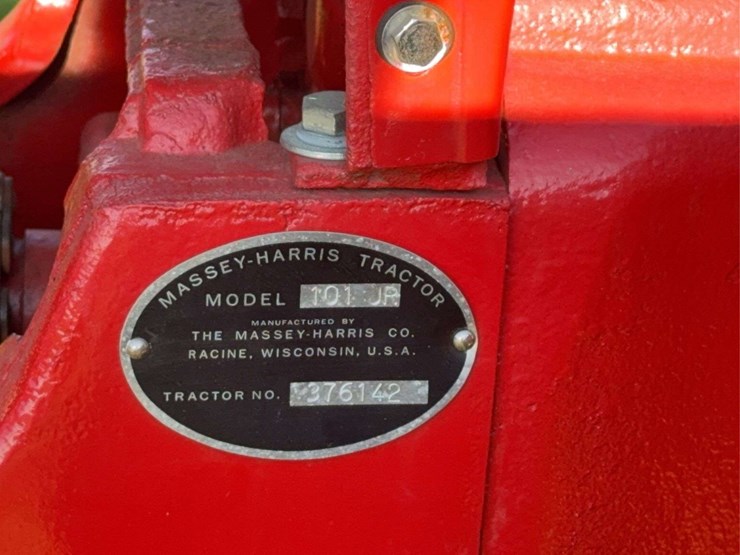 MASSEY-HARRIS TRACTOR
MODEL 101 JR
MANUFACTURED BY
THE MASSEY-HARRIS CO.
RACINE, WISCONSIN, U.S.A.
TRACTOR NO. 376142